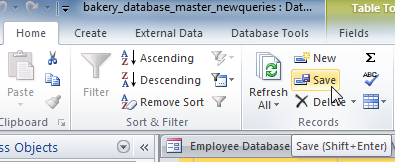 bakery_database_master_newqueries : Dat...
Table To
Home
Create
External Data
Database Tools
Fields
Paste
Clipboard
Filter
Ascending
Descending
Remove Sort
Sort & Filter
Refresh
All
New
Save
Delete
Records
ABC
ss Objects
Employee Database
Save (Shift+Enter)